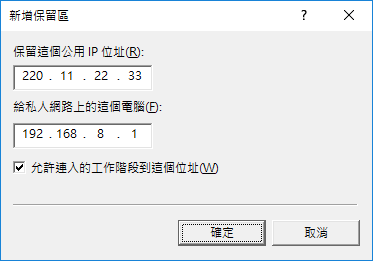 新增保留區
?
保留這個公用 IP 位址(R):
220 . 11 . 22 . 33
給私人網路上的這個電腦(F):
192 . 168 . 8 . 1
允許連入的工作階段到這個位址(W)
確定 取消